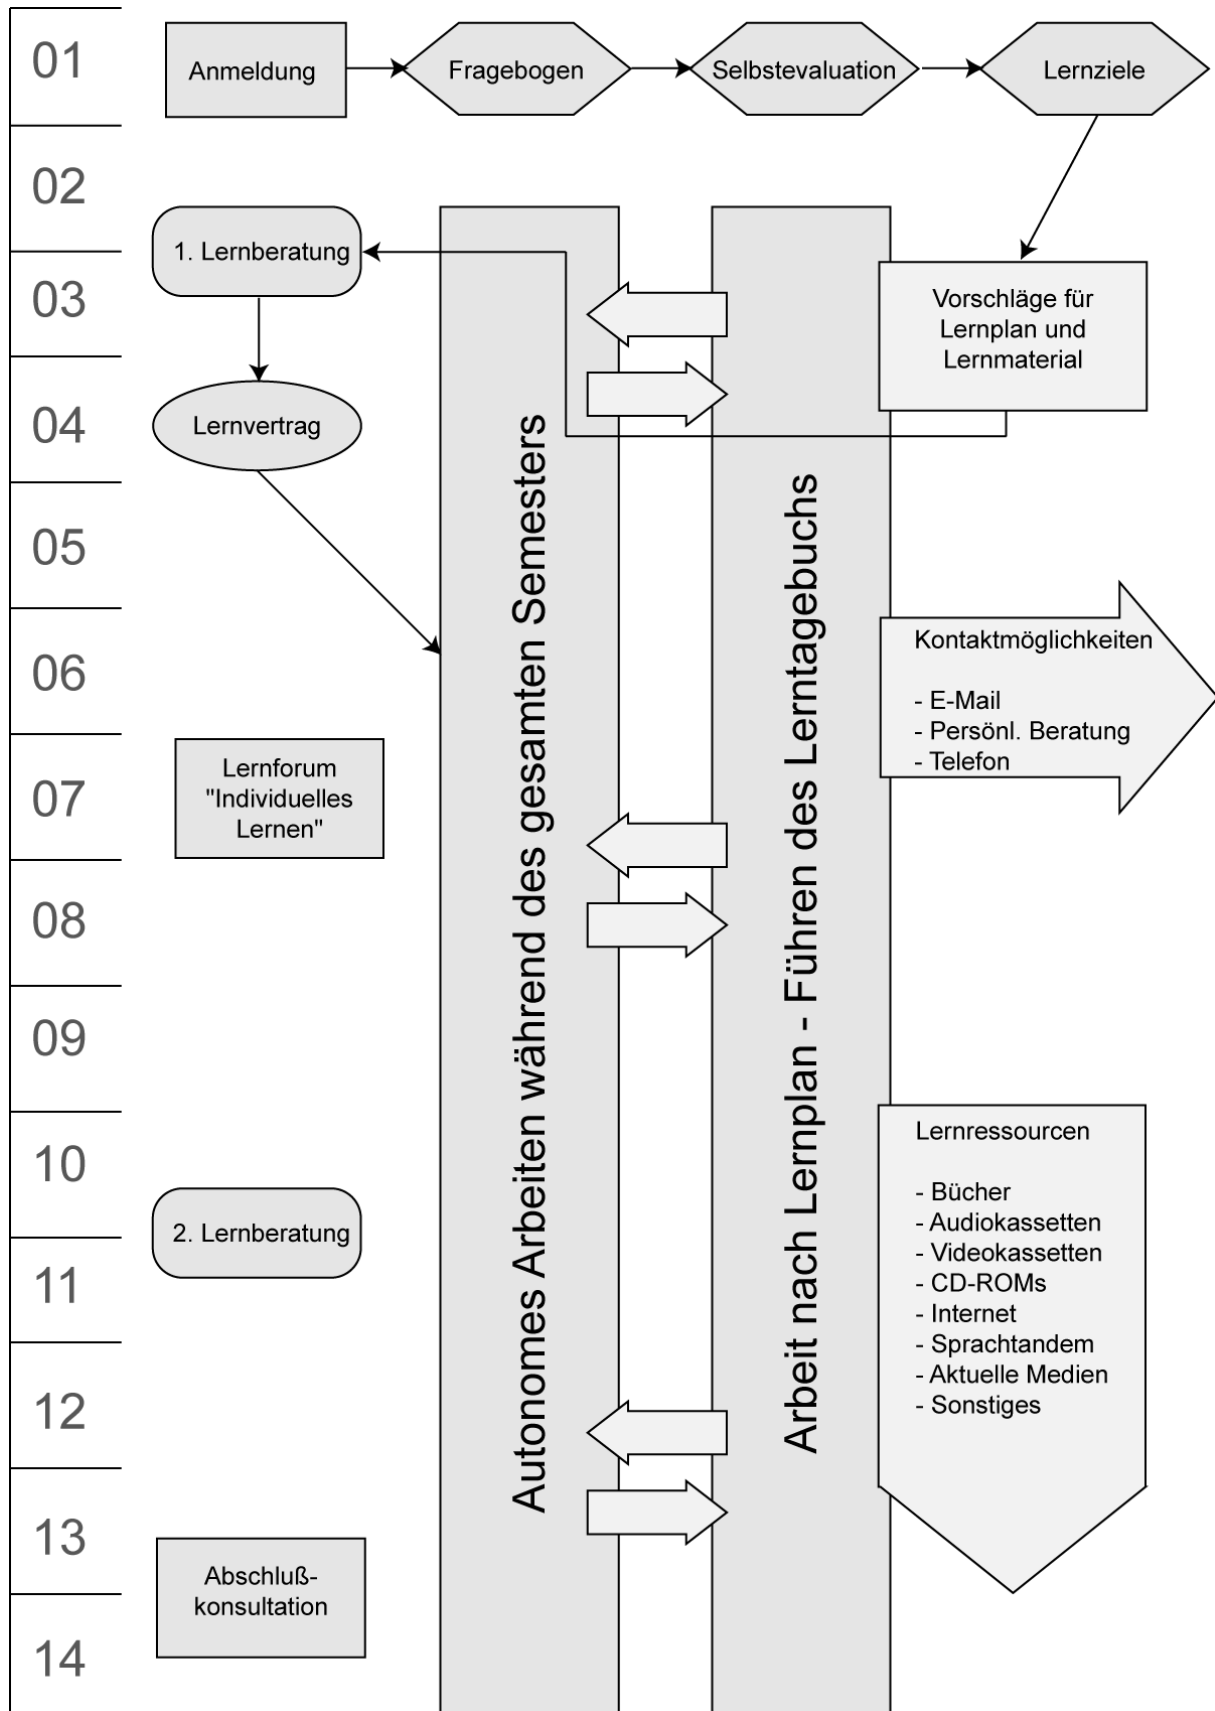 01
Anmeldung
Fragebogen
Selbstevaluation
Lernziele
02
1. Lernberatung
03
Vorschläge für
Lernplan und
Lernmaterial
04
Lernvertrag
05
Autonomes Arbeiten während des gesamten Semesters
Arbeit nach Lernplan - Führen des Lerntagebuchs
06
Kontaktmöglichkeiten
- E-Mail
- Persönl. Beratung
- Telefon
07
Lernforum
"Individuelles
Lernen"
08
09
10
Lernressourcen
- Bücher
- Audiokassetten
- Videokassetten
- CD-ROMs
- Internet
- Sprachtandem
- Aktuelle Medien
- Sonstiges
2. Lernberatung
11
12
13
Abschluß-
konsultation
14